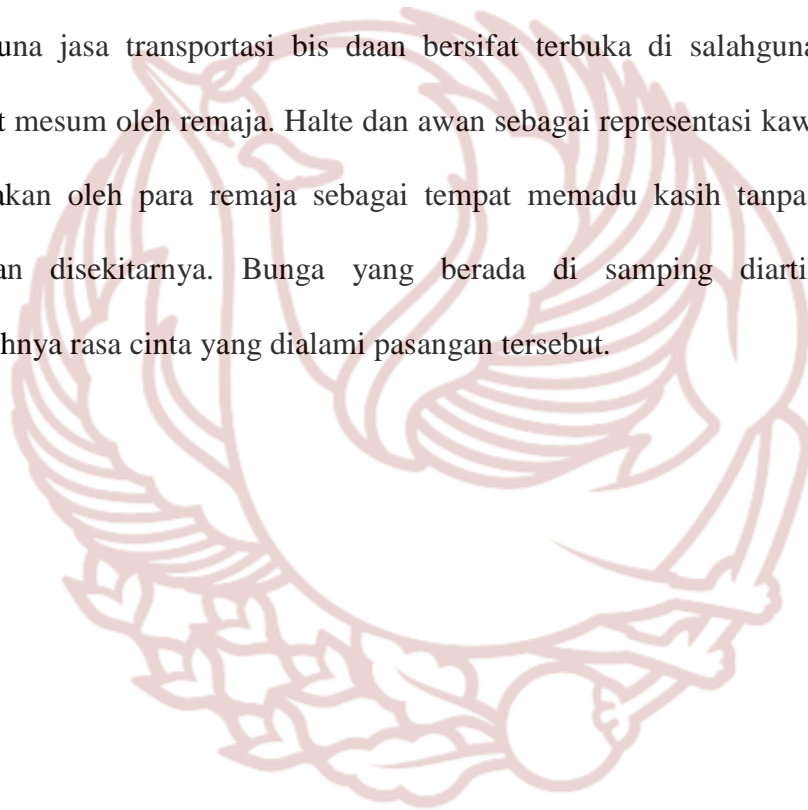 una jasa transportasi bis daan bersifat terbuka di salahguna
t mesum oleh remaja. Halte dan awan sebagai representasi kaw
akan oleh para remaja sebagai tempat memadu kasih tanpa
an disekitarnya. Bunga yang berada di samping diarti
hnya rasa cinta yang dialami pasangan tersebut.